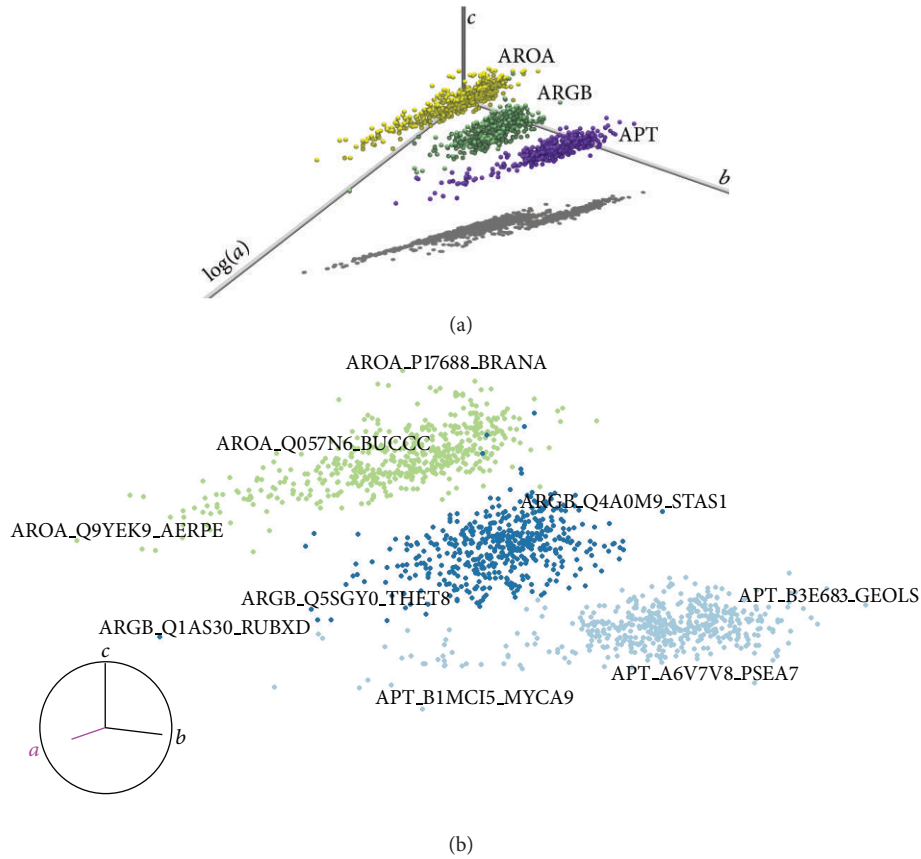 c
AROA
ARGB
APT
b
log(a)
(a)
AROA_P17688_BRANA
AROA_Q057N6_BUCCC
ARGB_Q4A0M9_STAS1
AROA_Q9YEK9_AERPE
APT_B3E683_GEOLS
ARGB_Q5SGY0_THET8
ARGB_Q1AS30_RUBXD
APT_A6V7V8_PSEA7
APT_B1MCI5_MYCA9
c
b
a
(b)